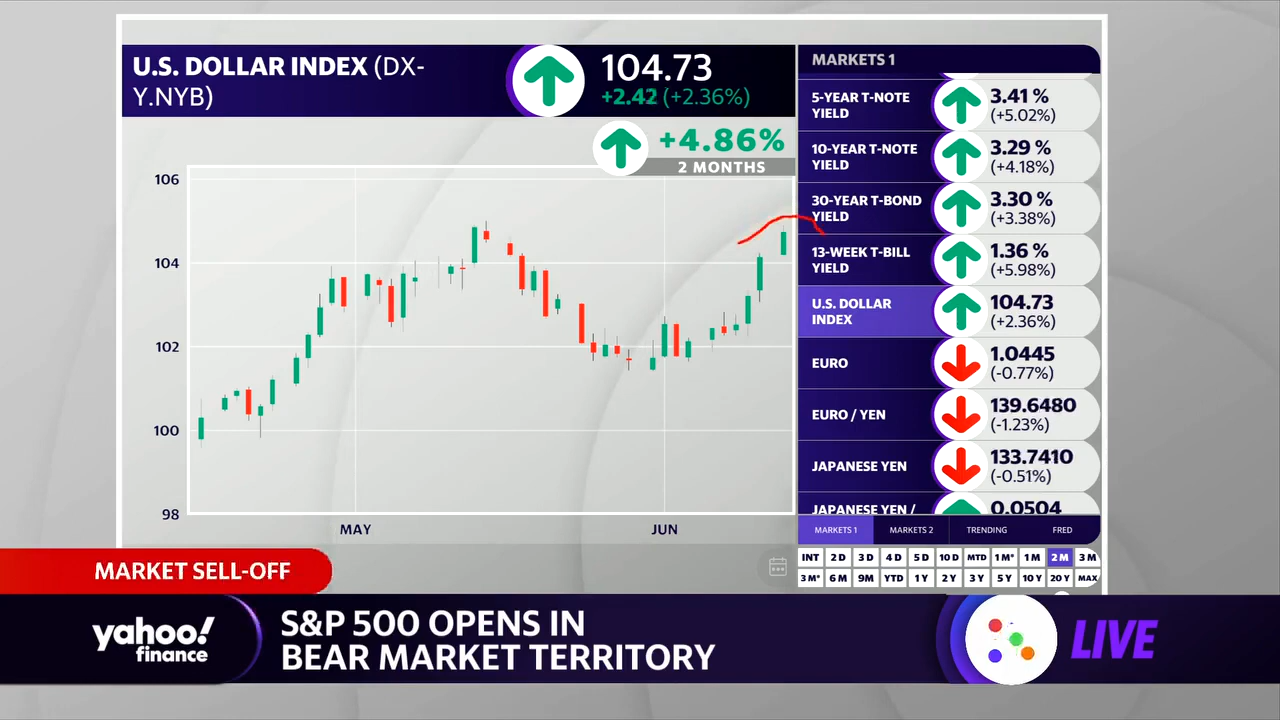 U.S. DOLLAR INDEX (DX-
Y.NYB)
104.73
+2.42 (+2.36%)
+4.86%
2 MONTHS
106
104
102
100
98
MAY
JUN
MARKETS 1
5-YEAR T-NOTE
YIELD
3.41 %
(+5.02%)
10-YEAR T-NOTE
YIELD
3.29 %
(+4.18%)
30-YEAR T-BOND
YIELD
3.30 %
(+3.38%)
13-WEEK T-BILL
YIELD
1.36 %
(+5.98%)
U.S. DOLLAR
INDEX
104.73
(+2.36%)
EURO
1.0445
(-0.77%)
EURO / YEN
139.6480
(-1.23%)
JAPANESE YEN
133.7410
(-0.51%)
JAPANESE YEN /
0.0504
MARKETS 1 MARKETS 2 TRENDING FRED
INT 2 D 3 D 4 D 5 D 10 D MTD 1 M* 1 M 2 M 3 M
3 M* 6 M 9M YTD 1 Y 2 Y 3 Y 5 Y 10 Y 20 Y MAX
MARKET SELL-OFF
yahoo!
finance
S&P 500 OPENS IN
BEAR MARKET TERRITORY
LIVE